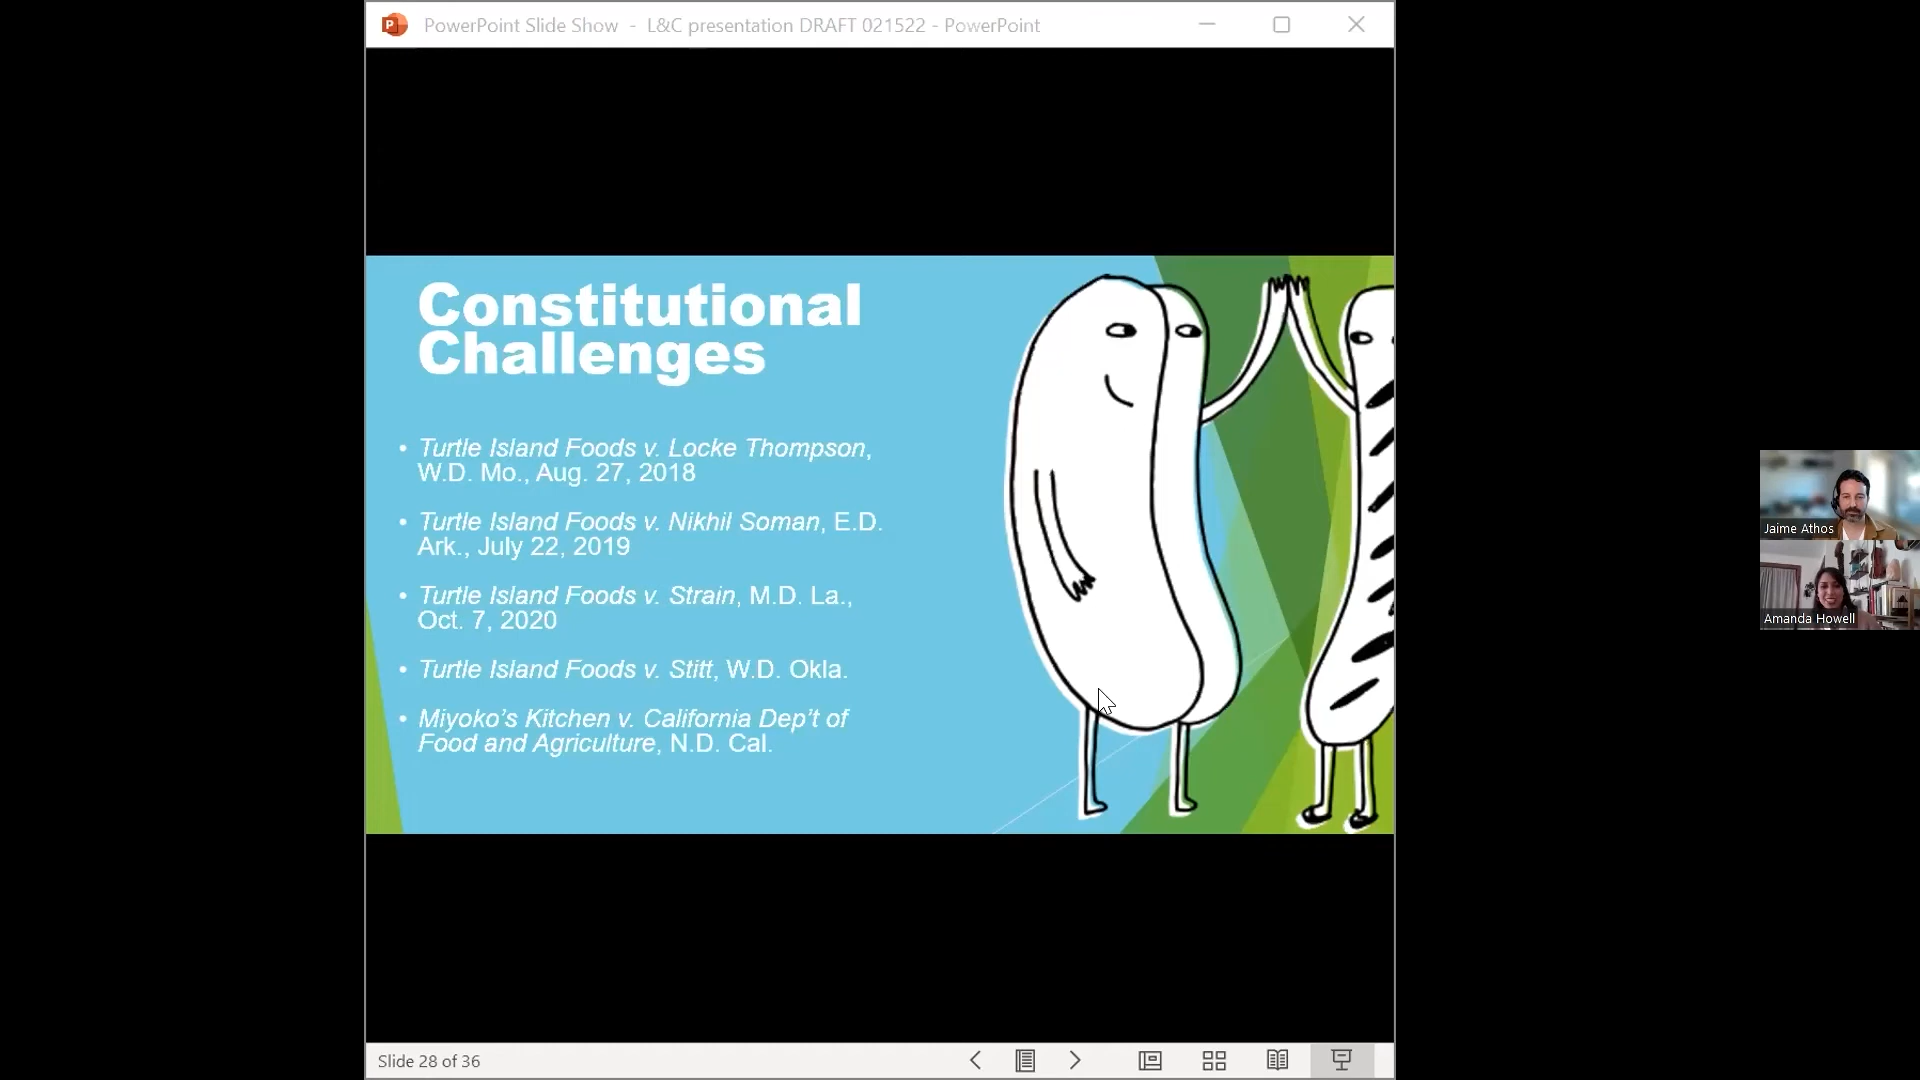 PowerPoint Slide Show - L&C presentation DRAFT 021522 - PowerPoint
Constitutional
Challenges
• Turtle Island Foods v. Locke Thompson,
W.D. Mo., Aug. 27, 2018
• Turtle Island Foods v. Nikhil Soman, E.D.
Ark., July 22, 2019
• Turtle Island Foods v. Strain, M.D. La.,
Oct. 7, 2020
• Turtle Island Foods v. Stitt, W.D. Okla.
• Miyoko’s Kitchen v. California Dep’t of
Food and Agriculture, N.D. Cal.
Jaime Athos
Amanda Howell
Slide 28 of 36